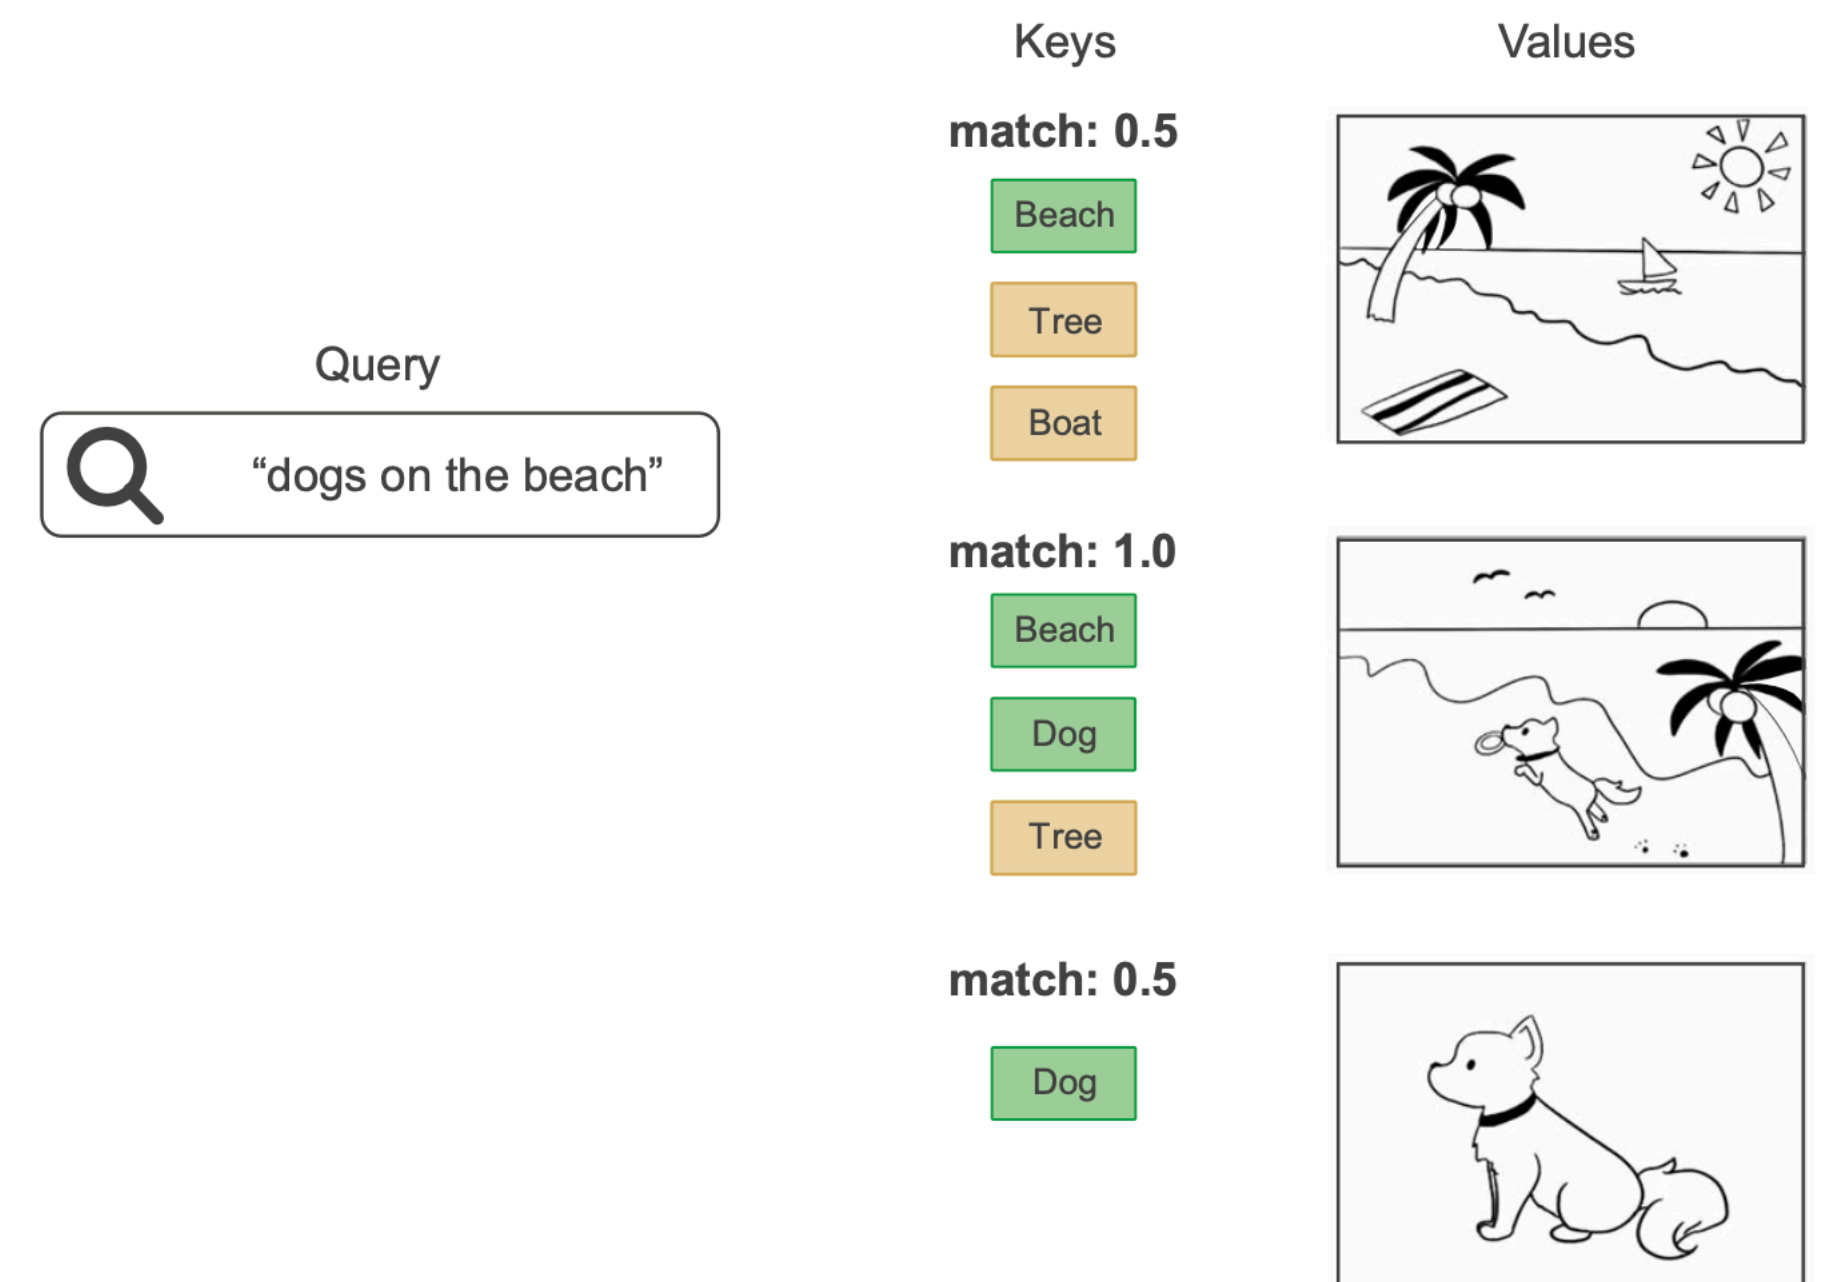 Keys
Values
match: 0.5
Beach
Tree
Boat
Query
“dogs on the beach”
match: 1.0
Beach
Dog
Tree
match: 0.5
Dog